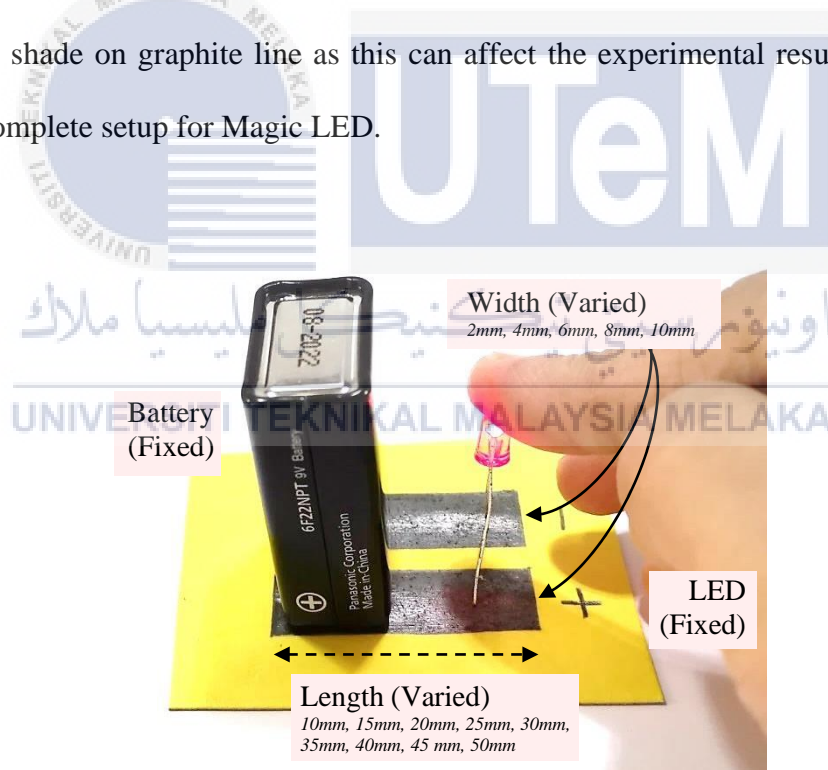 shade on graphite line as this can affect the experimental resu
omplete setup for Magic LED.
UTeM
UNIVERSITI TEKNIKAL MALAYSIA MELAKA
Width (Varied)
2mm, 4mm, 6mm, 8mm, 10mm
08-2022
Battery
(Fixed)
6F22NPT 9V Battery
Panasonic Corporation
Made in China
+
LED
(Fixed)
Length (Varied)
10mm, 15mm, 20mm, 25mm, 30mm,
35mm, 40mm, 45 mm, 50mm